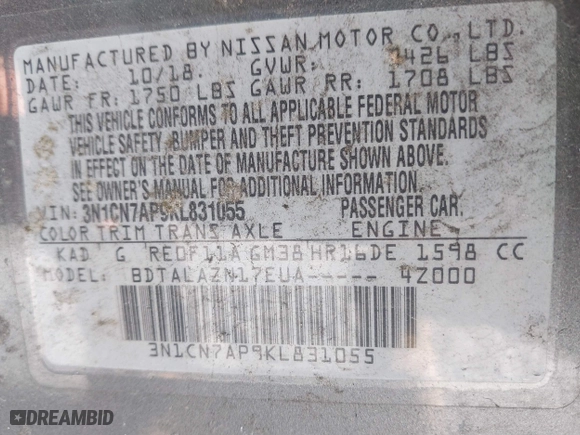 MANUFACTURED BY NISSAN MOTOR CO., LTD.
DATE: 10/18. GVWR: 3426 LBS
GAWR FR: 1750 LBS GAWR RR: 1708 LBS
THIS VEHICLE CONFORMS TO ALL APPLICABLE FEDERAL MOTOR
VEHICLE SAFETY, BUMPER AND THEFT PREVENTION STANDARDS
IN EFFECT ON THE DATE OF MANUFACTURE SHOWN ABOVE.
SEE OWNER'S MANUAL FOR ADDITIONAL INFORMATION.
VIN: 3N1CN7AP9KL831055 PASSENGER CAR.
COLOR TRIM TRANS AXLE ENGINE
KAD G RE0F11A GM38 HR16DE 1598 CC
MODEL: BDTALAZN17EUA----- 4Z000
3N1CN7AP9KL831055
DREAMBID